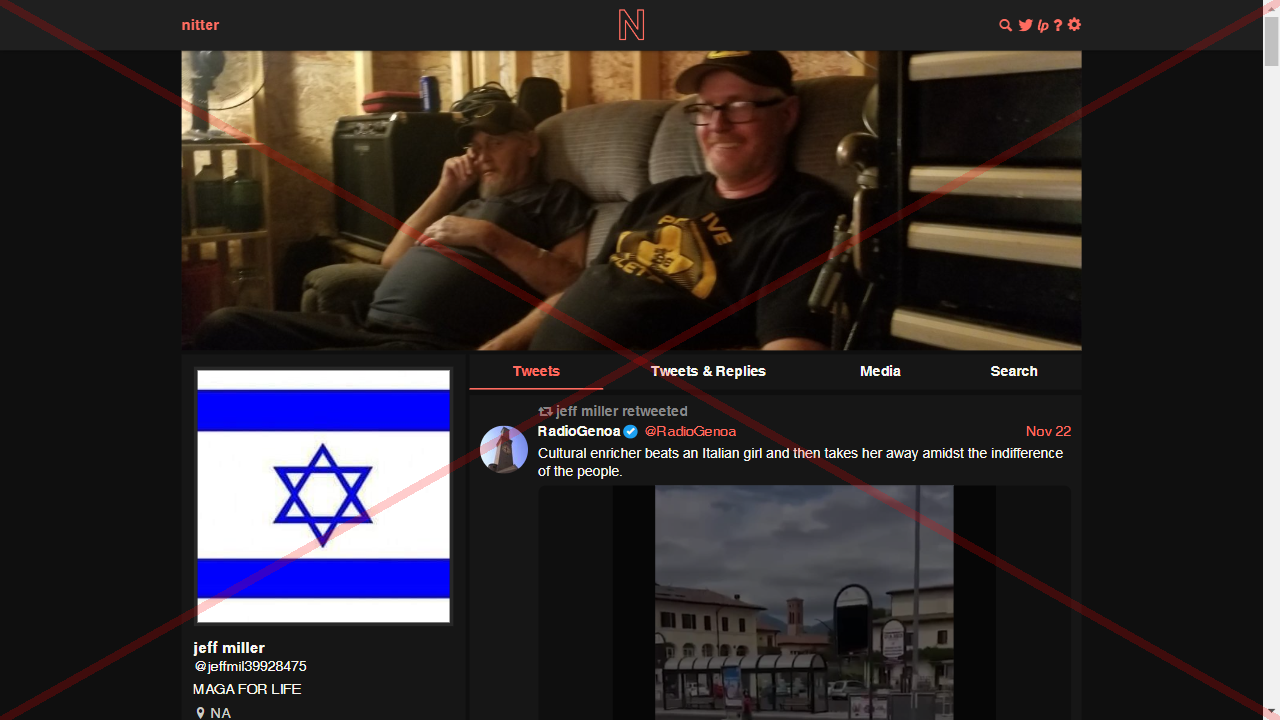 nitter
N
lp ?
Tweets
Tweets & Replies
Media
Search
jeff miller retweeted
RadioGenoa @RadioGenoa Nov 22
Cultural enricher beats an Italian girl and then takes her away amidst the indifference
of the people.
jeff miller
@jeffmil39928475
MAGA FOR LIFE
NA